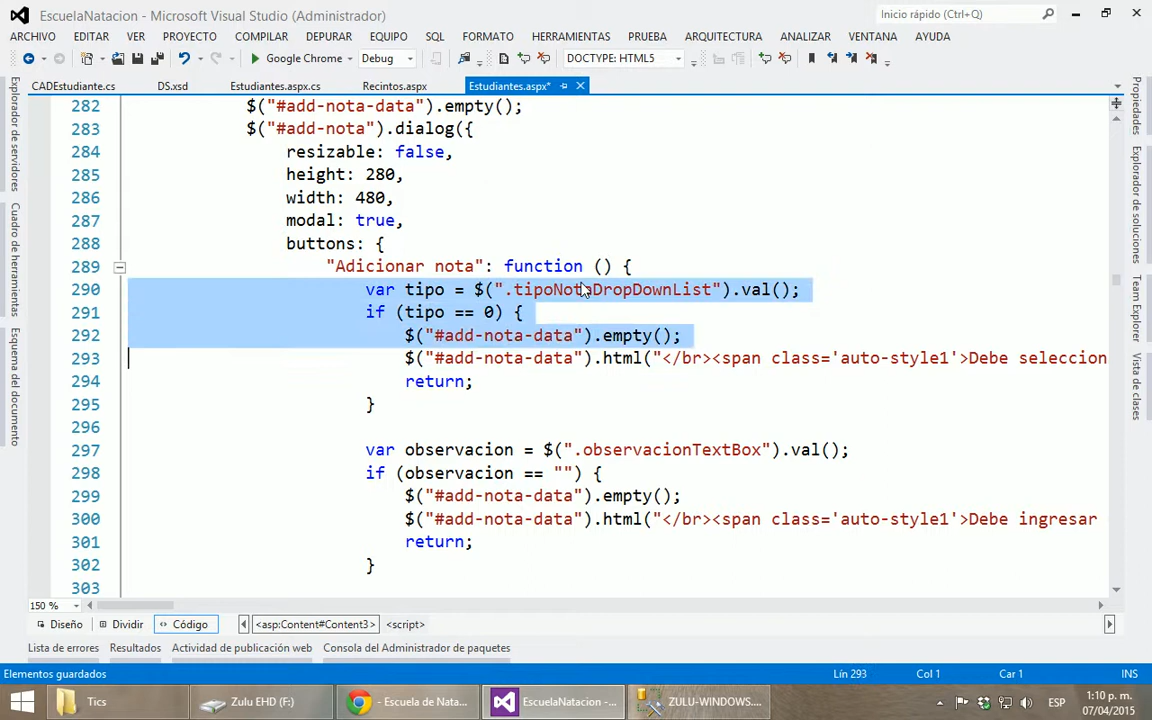 EscuelaNatacion - Microsoft Visual Studio (Administrador)
Inicio rápido (Ctrl+Q)
ARCHIVO EDITAR VER PROYECTO COMPILAR DEPURAR EQUIPO SQL FORMATO HERRAMIENTAS PRUEBA ARQUITECTURA ANALIZAR VENTANA AYUDA
Google Chrome Debug DOCTYPE: HTML5
CADEstudiante.cs DS.xsd Estudiantes.aspx.cs Recintos.aspx Estudiantes.aspx*
Explorador de servidores
Cuadro de herramientas
Esquema del documento
282 $("#add-nota-data").empty();
283 $("#add-nota").dialog({
284 resizable: false,
285 height: 280,
286 width: 480,
287 modal: true,
288 buttons: {
289 "Adicionar nota": function () {
290 var tipo = $(".tipoNotaDropDownList").val();
291 if (tipo == 0) {
292 $("#add-nota-data").empty();
293 $("#add-nota-data").html("</br><span class='auto-style1'>Debe seleccion
294 return;
295 }
296
297 var observacion = $(".observacionTextBox").val();
298 if (observacion == "") {
299 $("#add-nota-data").empty();
300 $("#add-nota-data").html("</br><span class='auto-style1'>Debe ingresar
301 return;
302 }
303
Propiedades
Explorador de soluciones
Team Explorer
Vista de clases
150 %
Diseño Dividir Código <asp:Content#Content3> <script>
Lista de errores Resultados Actividad de publicación web Consola del Administrador de paquetes
Elementos guardados Lín 293 Col 1 Car 1 INS
Tics Zulu EHD (F:) - Escuela de Nata... EscuelaNatacion -... ZULU-WINDOWS.... ESP 1:10 p. m.
07/04/2015